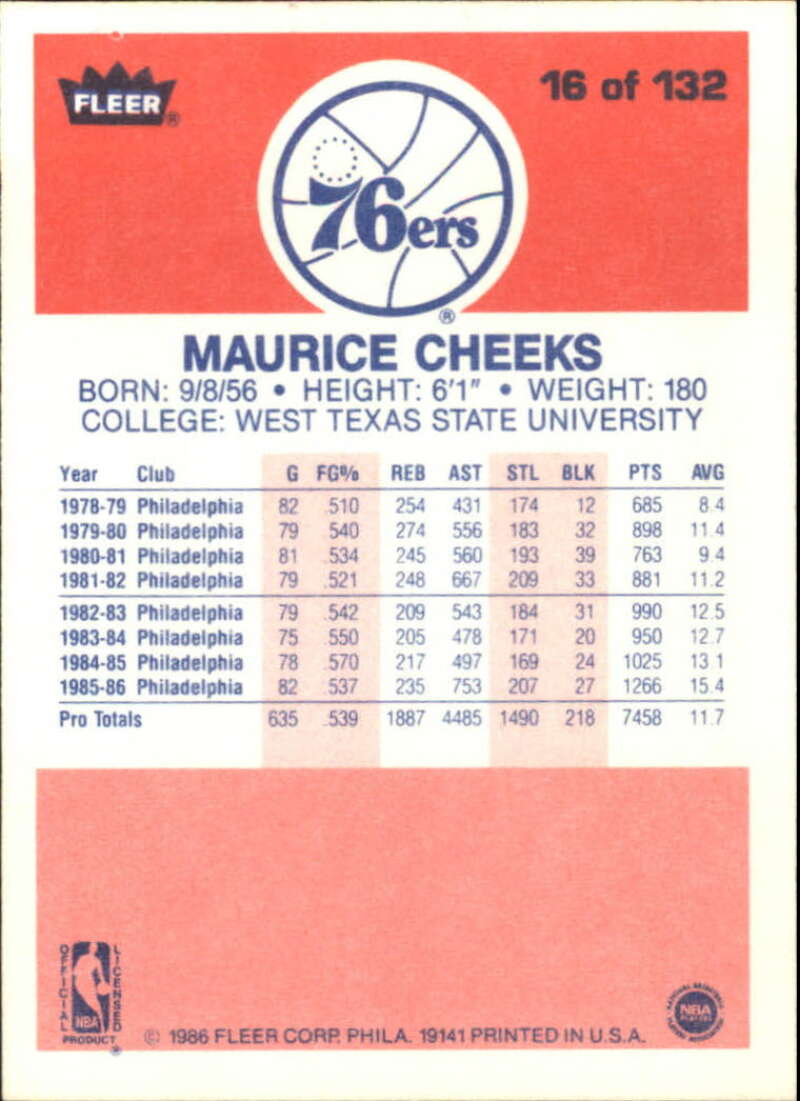 FLEER ®
16 of 132
76ers
®
MAURICE CHEEKS
BORN: 9/8/56 • HEIGHT: 6'1" • WEIGHT: 180
COLLEGE: WEST TEXAS STATE UNIVERSITY
Year Club G FG% REB AST STL BLK PTS AVG
1978-79 Philadelphia 82 .510 254 431 174 12 685 8.4
1979-80 Philadelphia 79 .540 274 556 183 32 898 11.4
1980-81 Philadelphia 81 .534 245 560 193 39 763 9.4
1981-82 Philadelphia 79 .521 248 667 209 33 881 11.2
1982-83 Philadelphia 79 .542 209 543 184 31 990 12.5
1983-84 Philadelphia 75 .550 205 478 171 20 950 12.7
1984-85 Philadelphia 78 .570 217 497 169 24 1025 13.1
1985-86 Philadelphia 82 .537 235 753 207 27 1266 15.4
Pro Totals 635 .539 1887 4485 1490 218 7458 11.7
OFFICIAL LICENSED
NBA
PRODUCT ®
© 1986 FLEER CORP. PHILA. 19141 PRINTED IN U.S.A.
NATIONAL BASKETBALL
NBA
PLAYERS
PLAYERS ASSOCIATION